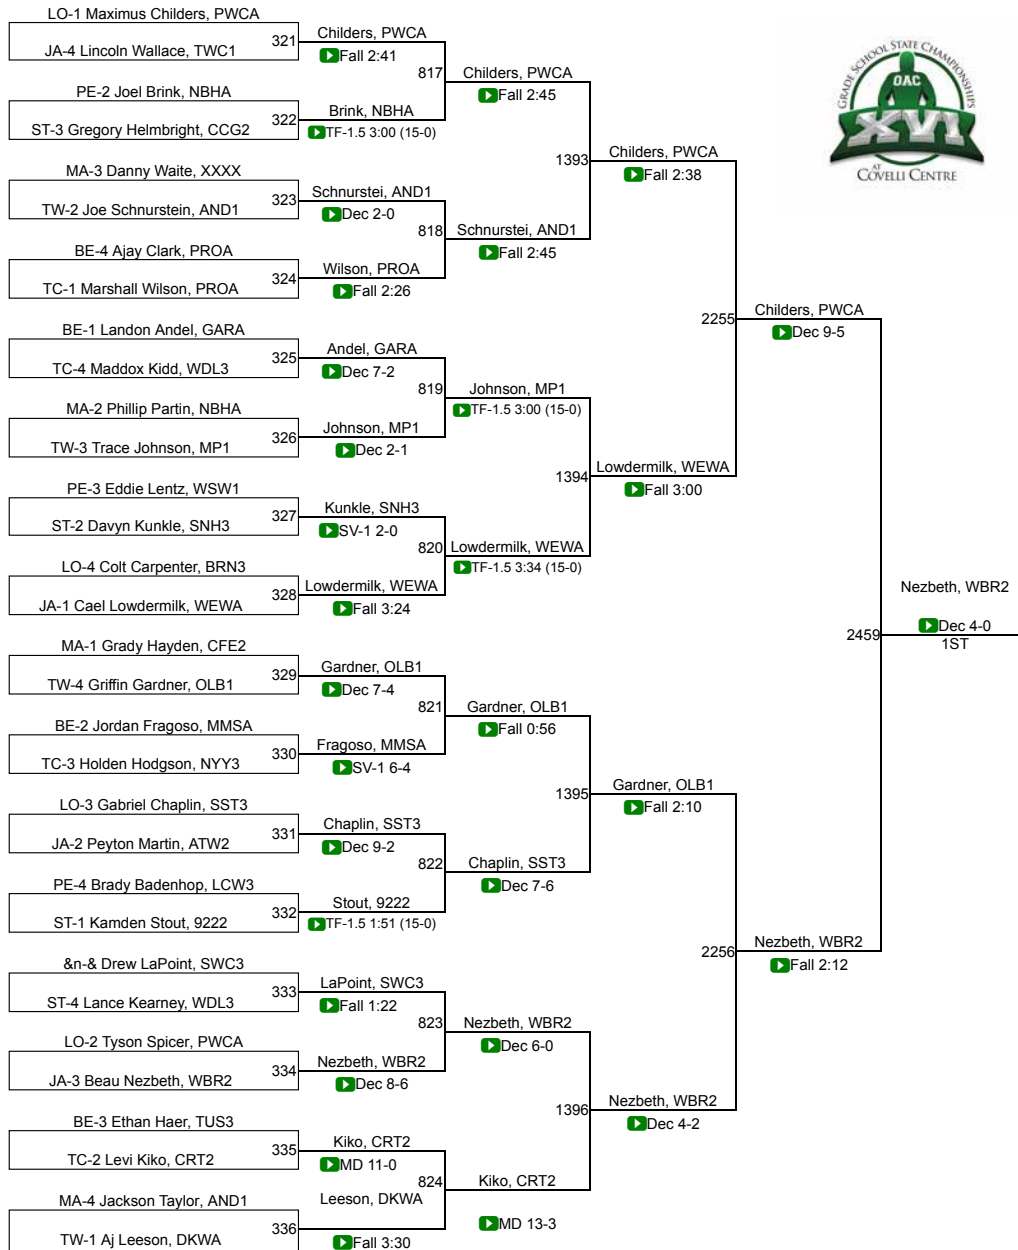 LO-1 Maximus Childers, PWCA
321
JA-4 Lincoln Wallace, TWC1
Childers, PWCA
Fall 2:41
817
PE-2 Joel Brink, NBHA
322
ST-3 Gregory Helmbright, CCG2
Brink, NBHA
TF-1.5 3:00 (15-0)
Childers, PWCA
Fall 2:45
1393
MA-3 Danny Waite, XXXX
323
TW-2 Joe Schnurstein, AND1
Schnurstei, AND1
Dec 2-0
818
BE-4 Ajay Clark, PROA
324
TC-1 Marshall Wilson, PROA
Wilson, PROA
Fall 2:26
Schnurstei, AND1
Fall 2:45
Childers, PWCA
Fall 2:38
2255
BE-1 Landon Andel, GARA
325
TC-4 Maddox Kidd, WDL3
Andel, GARA
Dec 7-2
819
MA-2 Phillip Partin, NBHA
326
TW-3 Trace Johnson, MP1
Johnson, MP1
Dec 2-1
Johnson, MP1
TF-1.5 3:00 (15-0)
1394
PE-3 Eddie Lentz, WSW1
327
ST-2 Davyn Kunkle, SNH3
Kunkle, SNH3
SV-1 2-0
820
LO-4 Colt Carpenter, BRN3
328
JA-1 Cael Lowdermilk, WEWA
Lowdermilk, WEWA
Fall 3:24
Lowdermilk, WEWA
TF-1.5 3:34 (15-0)
Lowdermilk, WEWA
Fall 3:00
Childers, PWCA
Dec 9-5
2459
MA-1 Grady Hayden, CFE2
329
TW-4 Griffin Gardner, OLB1
Gardner, OLB1
Dec 7-4
821
BE-2 Jordan Fragoso, MMSA
330
TC-3 Holden Hodgson, NYY3
Fragoso, MMSA
SV-1 6-4
Gardner, OLB1
Fall 0:56
1395
LO-3 Gabriel Chaplin, SST3
331
JA-2 Peyton Martin, ATW2
Chaplin, SST3
Dec 9-2
822
PE-4 Brady Badenhop, LCW3
332
ST-1 Kamden Stout, 9222
Stout, 9222
TF-1.5 1:51 (15-0)
Chaplin, SST3
Dec 7-6
Gardner, OLB1
Fall 2:10
2256
&n-& Drew LaPoint, SWC3
333
ST-4 Lance Kearney, WDL3
LaPoint, SWC3
Fall 1:22
823
LO-2 Tyson Spicer, PWCA
334
JA-3 Beau Nezbeth, WBR2
Nezbeth, WBR2
Dec 8-6
Nezbeth, WBR2
Dec 6-0
1396
BE-3 Ethan Haer, TUS3
335
TC-2 Levi Kiko, CRT2
Kiko, CRT2
MD 11-0
824
MA-4 Jackson Taylor, AND1
336
TW-1 Aj Leeson, DKWA
Leeson, DKWA
Fall 3:30
Kiko, CRT2
MD 13-3
Nezbeth, WBR2
Dec 4-2
Nezbeth, WBR2
Fall 2:12
Nezbeth, WBR2
Dec 4-0
1ST
GRADE SCHOOL STATE CHAMPIONSHIPS
OAC
XVI
AT
COVELLI CENTRE